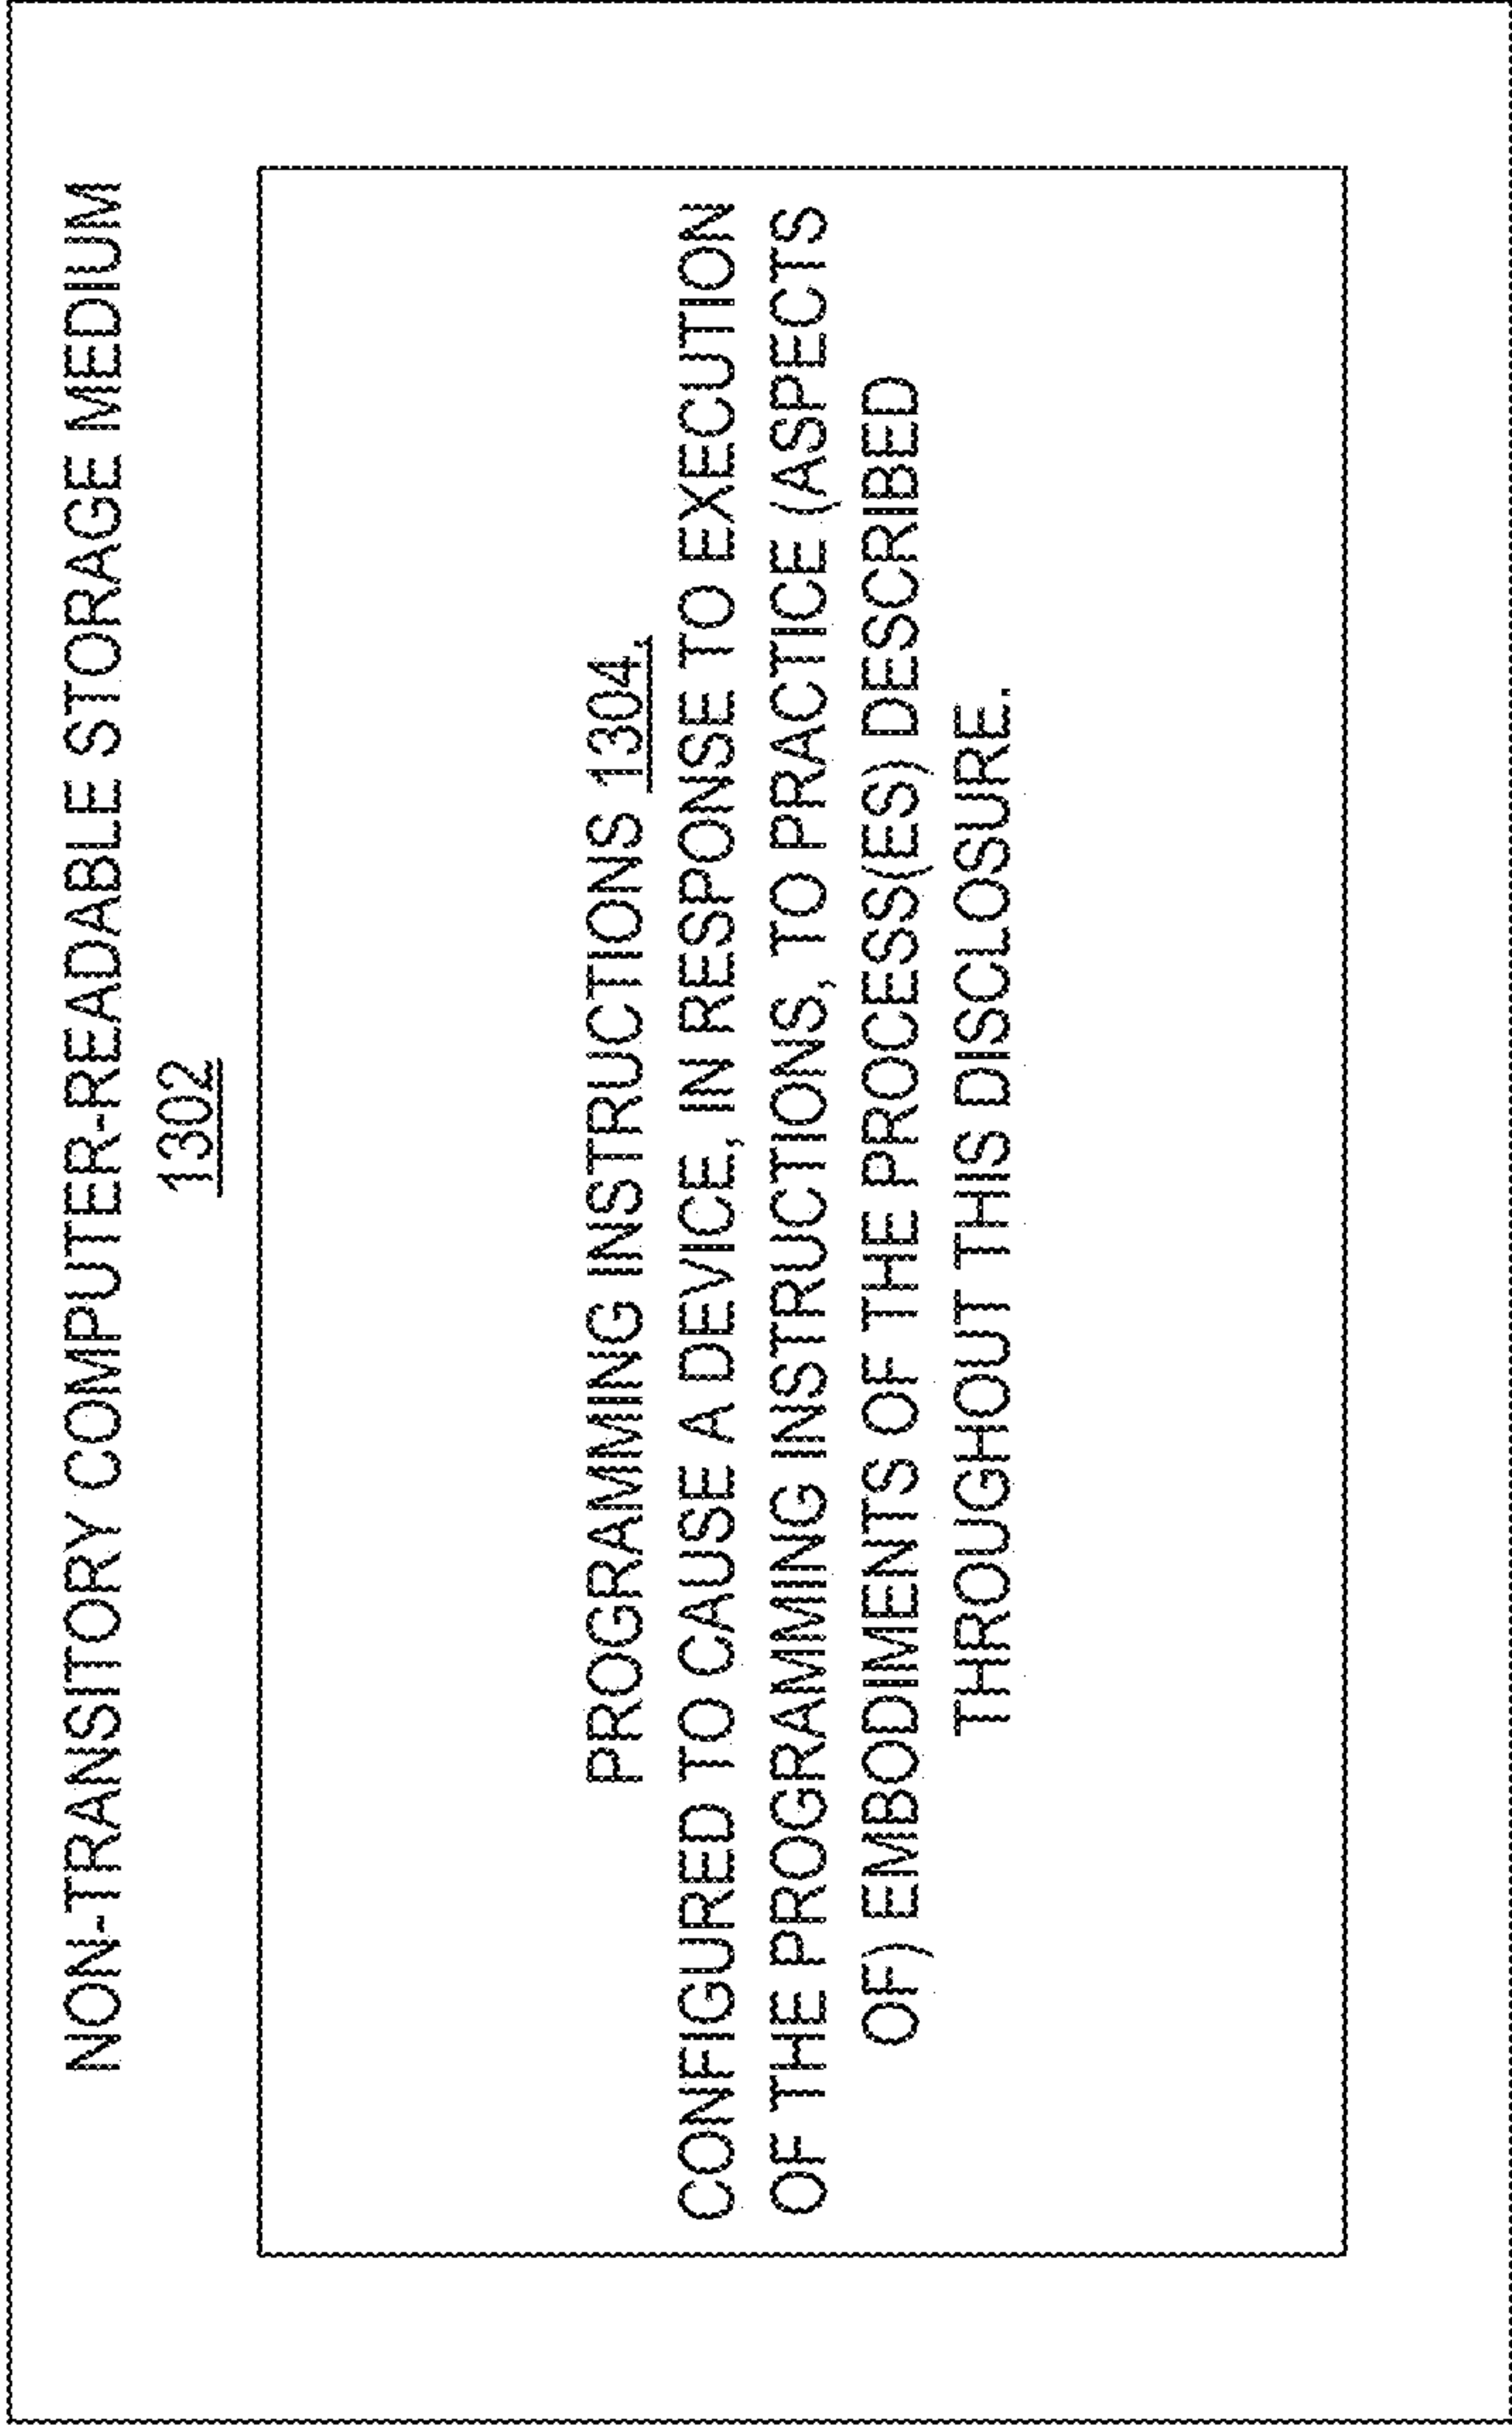 NON-TRANSITORY COMPUTER-READABLE STORAGE MEDIUM
1302
PROGRAMMING INSTRUCTIONS 1304,
CONFIGURED TO CAUSE A DEVICE, IN RESPONSE TO EXECUTION
OF THE PROGRAMMING INSTRUCTIONS, TO PRACTICE (ASPECTS
OF) EMBODIMENTS OF THE PROCESS(ES) DESCRIBED
THROUGHOUT THIS DISCLOSURE.